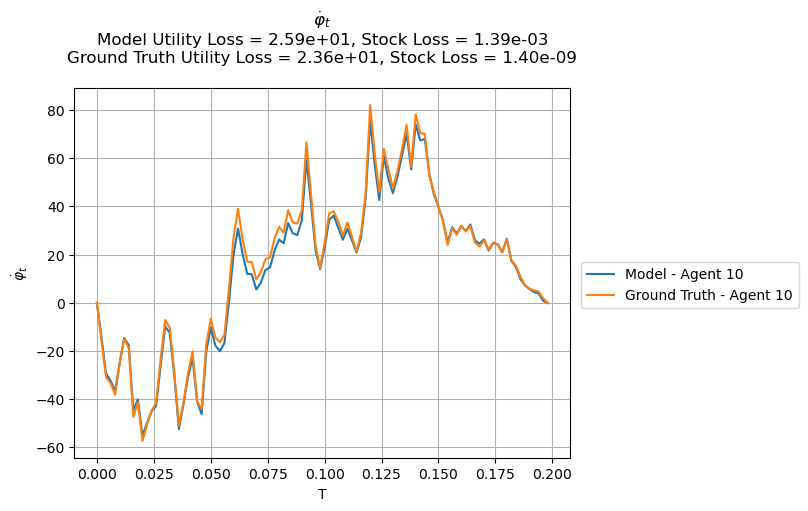 φ̇ₜ
Model Utility Loss = 2.59e+01, Stock Loss = 1.39e-03
Ground Truth Utility Loss = 2.36e+01, Stock Loss = 1.40e-09
φ̇ₜ
80
60
40
20
0
−20
−40
−60
0.000 0.025 0.050 0.075 0.100 0.125 0.150 0.175 0.200
T
Model - Agent 10
Ground Truth - Agent 10